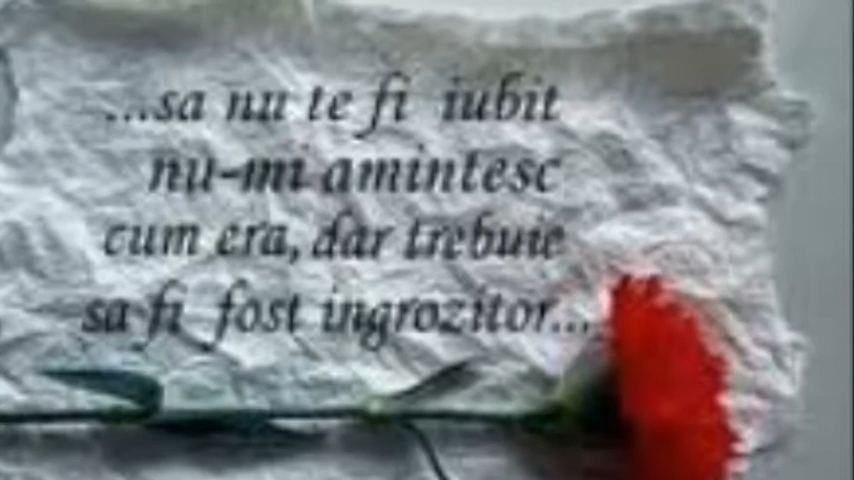 ...sa nu te fi iubit
nu-mi amintesc
cum era, dar trebuie
sa fi fost ingrozitor...